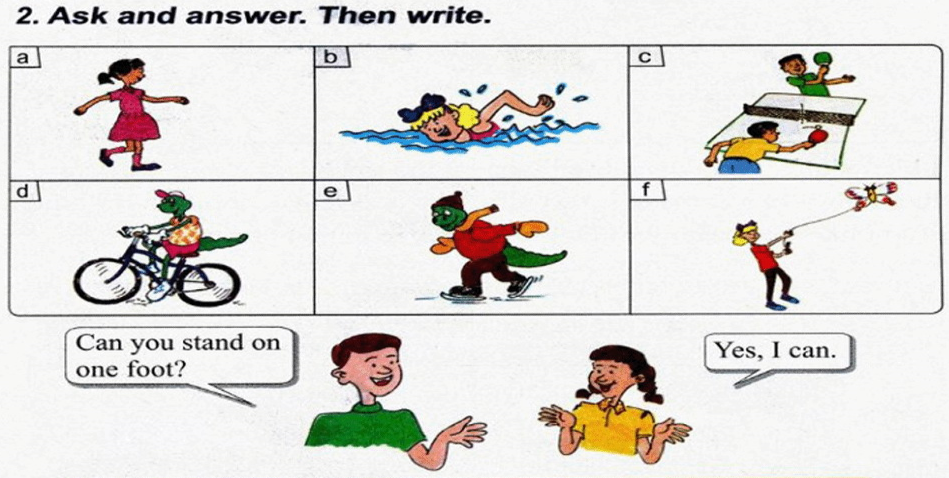 2. Ask and answer. Then write.
a
b
c
d
e
f
Can you stand on
one foot?
Yes, I can.